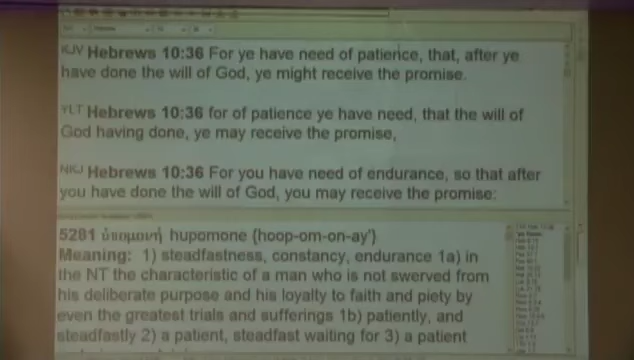 KJV Hebrews 10:36 For ye have need of patience, that, after ye
have done the will of God, ye might receive the promise.
YLT Hebrews 10:36 for of patience ye have need, that the will of
God having done, ye may receive the promise,
NKJ Hebrews 10:36 For you have need of endurance, so that after
you have done the will of God, you may receive the promise:
5281 ὑπομονή hupomone {hoop-om-on-ay'}
Meaning: 1) steadfastness, constancy, endurance 1a) in
the NT the characteristic of a man who is not swerved from
his deliberate purpose and his loyalty to faith and piety by
even the greatest trials and sufferings 1b) patiently, and
steadfastly 2) a patient, steadfast waiting for 3) a patient